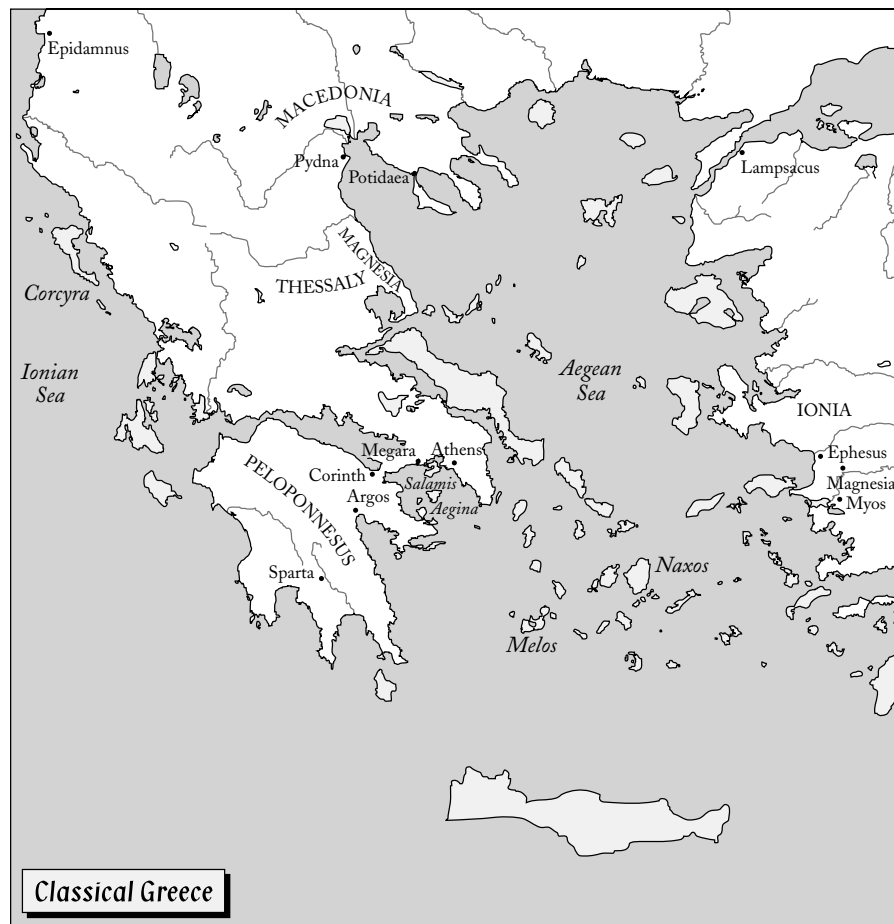 Epidamnus
MACEDONIA
Pydna
Potidaea
Lampsacus
MAGNESIA
THESSALY
Corcyra
Ionian
Sea
Aegean
Sea
IONIA
Megara
Athens
Ephesus
Corinth
Salamis
Magnesia
PELOPONNESUS
Argos
Aegina
Myos
Sparta
Naxos
Melos
Classical Greece